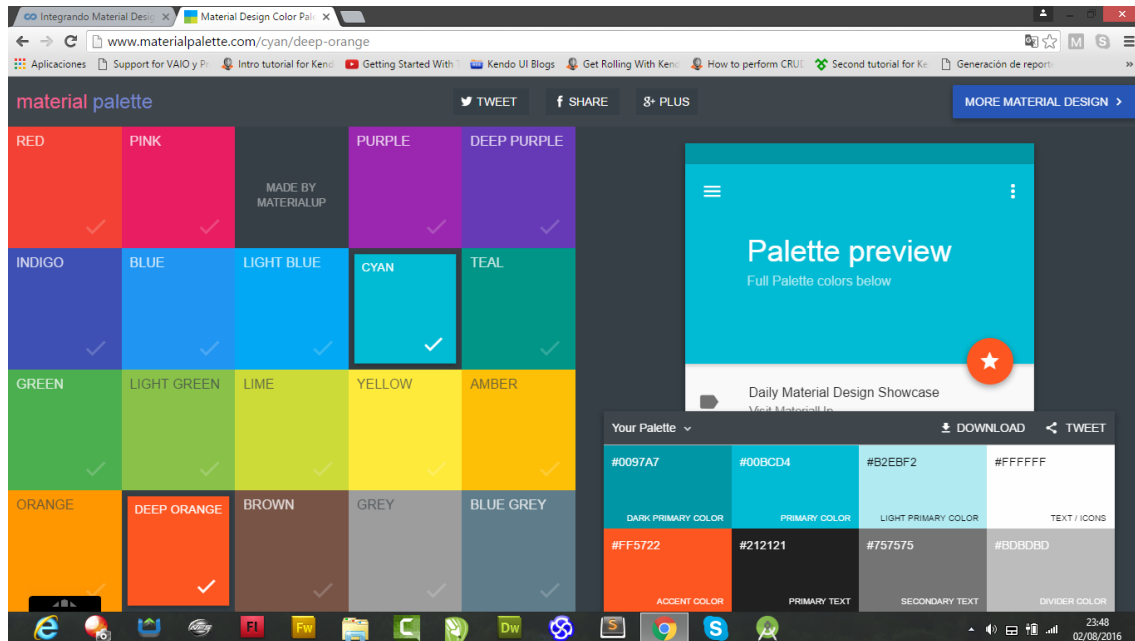 Integrando Material Desig
Material Design Color Pal
www.materialpalette.com/cyan/deep-orange
Aplicaciones
Support for VAIO y P
Intro tutorial for Kend
Getting Started With
Kendo UI Blogs
Get Rolling With Kend
How to perform CRU
Second tutorial for Ke
Generación de report
»
material palette
TWEET
SHARE
PLUS
MORE MATERIAL DESIGN
RED
PINK
MADE BY
MATERIALUP
PURPLE
DEEP PURPLE
INDIGO
BLUE
LIGHT BLUE
CYAN
TEAL
GREEN
LIGHT GREEN
LIME
YELLOW
AMBER
ORANGE
DEEP ORANGE
BROWN
GREY
BLUE GREY
Palette preview
Full Palette colors below
Daily Material Design Showcase
Visit MaterialUp
Your Palette
DOWNLOAD
TWEET
#0097A7
DARK PRIMARY COLOR
#00BCD4
PRIMARY COLOR
#B2EBF2
LIGHT PRIMARY COLOR
#FFFFFF
TEXT / ICONS
#FF5722
ACCENT COLOR
#212121
PRIMARY TEXT
#757575
SECONDARY TEXT
#BDBDBD
DIVIDER COLOR
Fl
Fw
Dw
23:48
02/08/2016